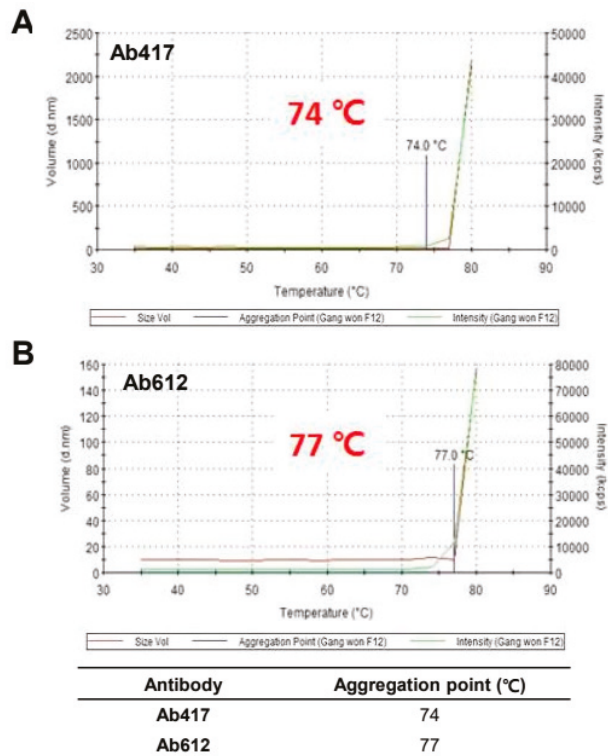 A
Ab417
74 °C
74.0 °C
2500
2000
1500
1000
500
0
Volume (d nm)
50000
40000
30000
20000
10000
0
Intensity (kcps)
30 40 50 60 70 80 90
Temperature (°C)
Size Vol Aggregation Point (Gang won F12) Intensity (Gang won F12)
B
Ab612
77 °C
77.0 °C
160
140
120
100
80
60
40
20
0
Volume (d nm)
80000
70000
60000
50000
40000
30000
20000
10000
0
Intensity (kcps)
30 40 50 60 70 80 90
Temperature (°C)
Size Vol Aggregation Point (Gang won F12) Intensity (Gang won F12)
Antibody Aggregation point (℃)
Ab417 74
Ab612 77